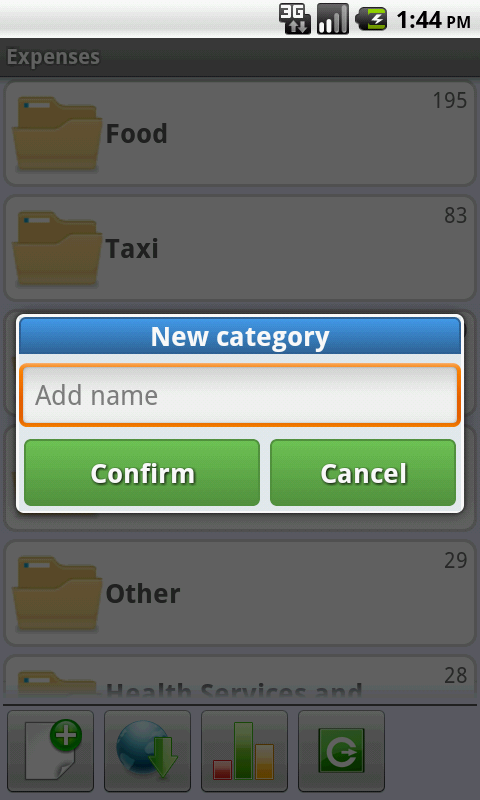 3G
1:44 PM
Expenses
195
Food
83
Taxi
New category
Add name
Confirm
Cancel
29
Other
28
Health Services and